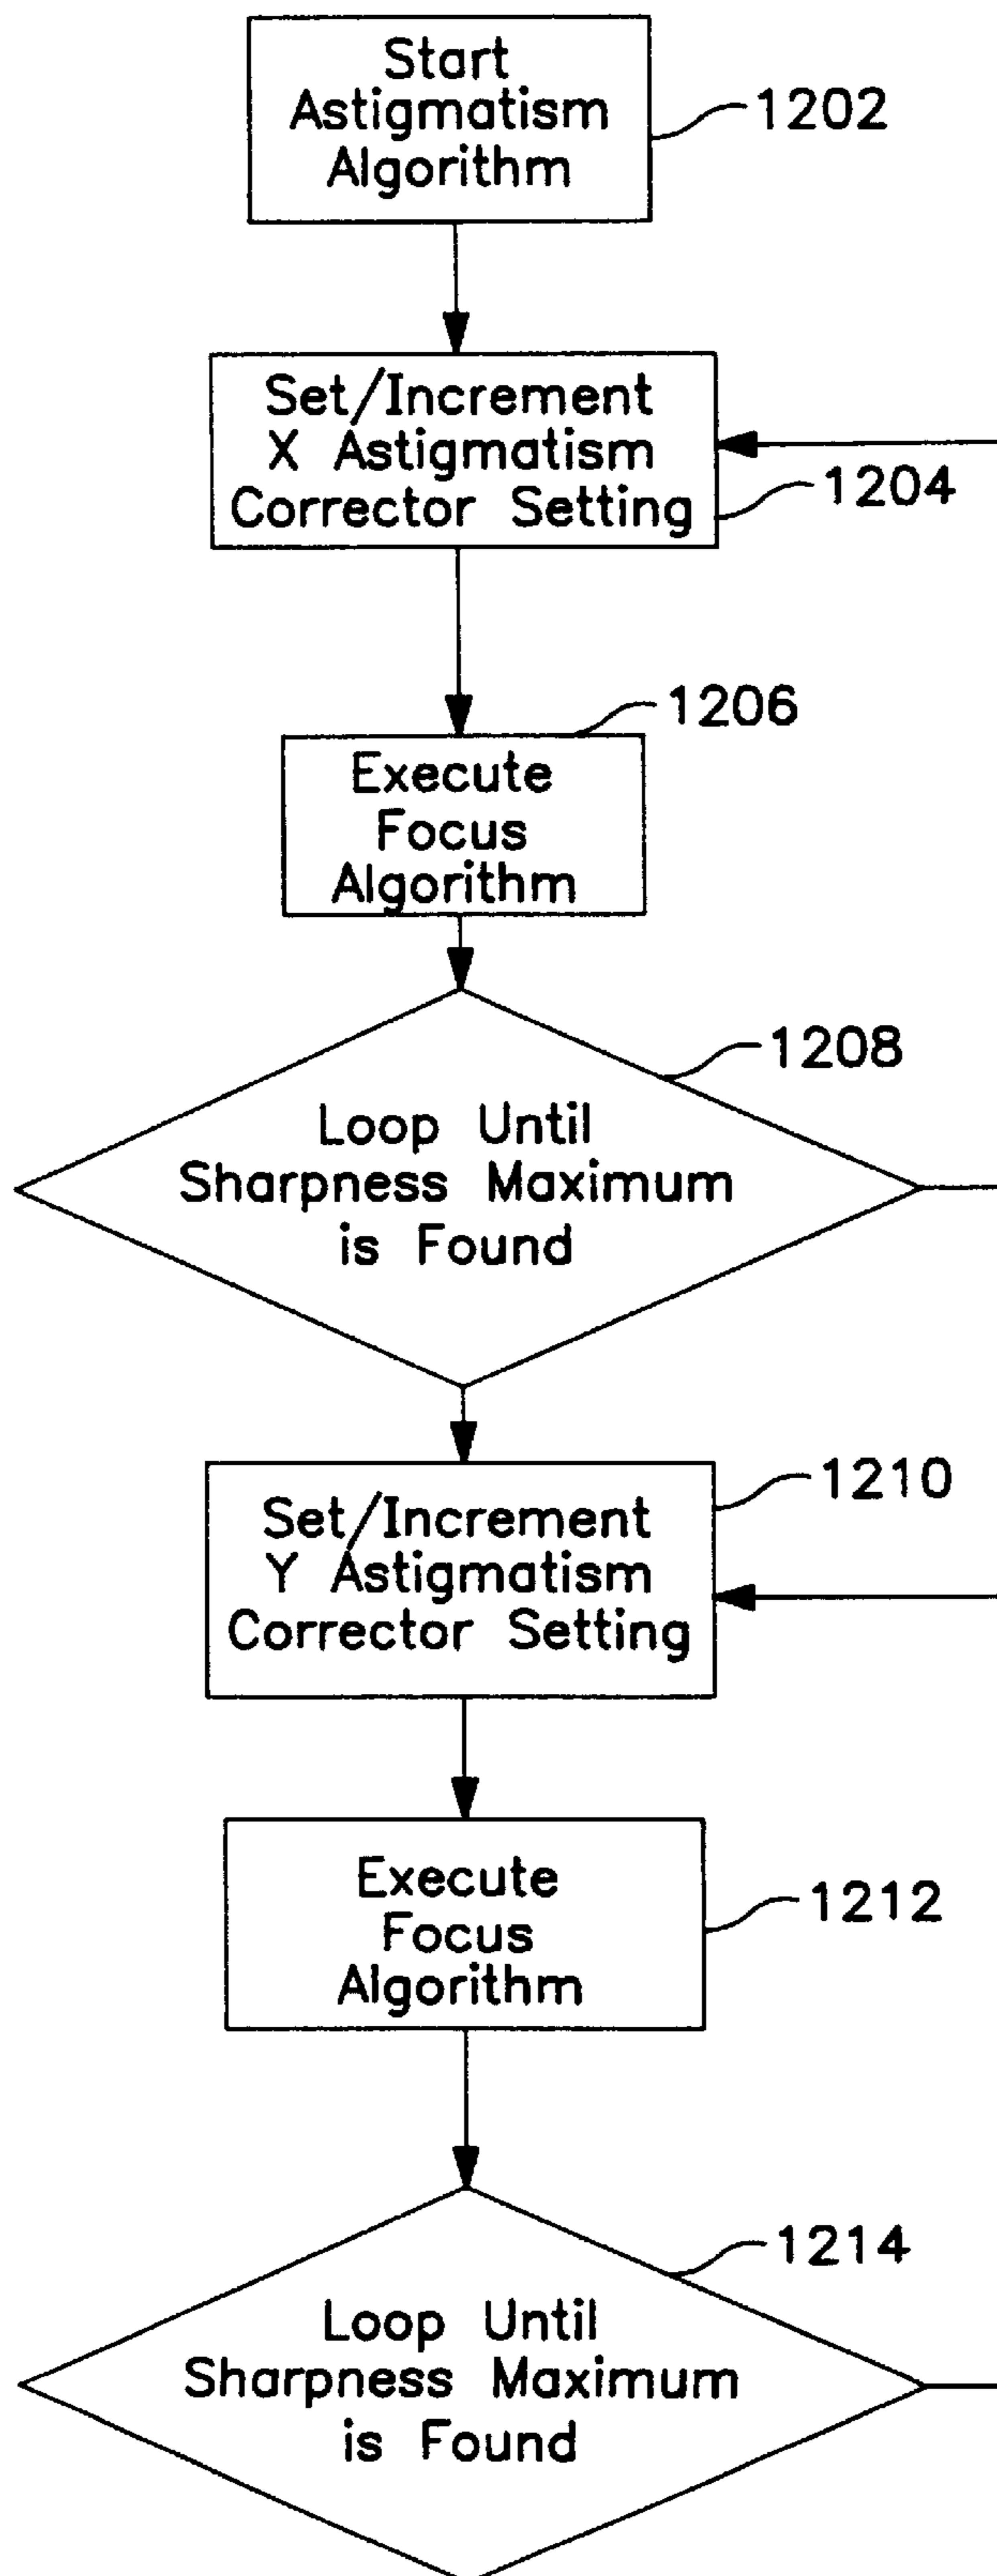 Start
Astigmatism
Algorithm
1202
Set/Increment
X Astigmatism
Corrector Setting
1204
1206
Execute
Focus
Algorithm
1208
Loop Until
Sharpness Maximum
is Found
1210
Set/Increment
Y Astigmatism
Corrector Setting
Execute
Focus
Algorithm
1212
1214
Loop Until
Sharpness Maximum
is Found